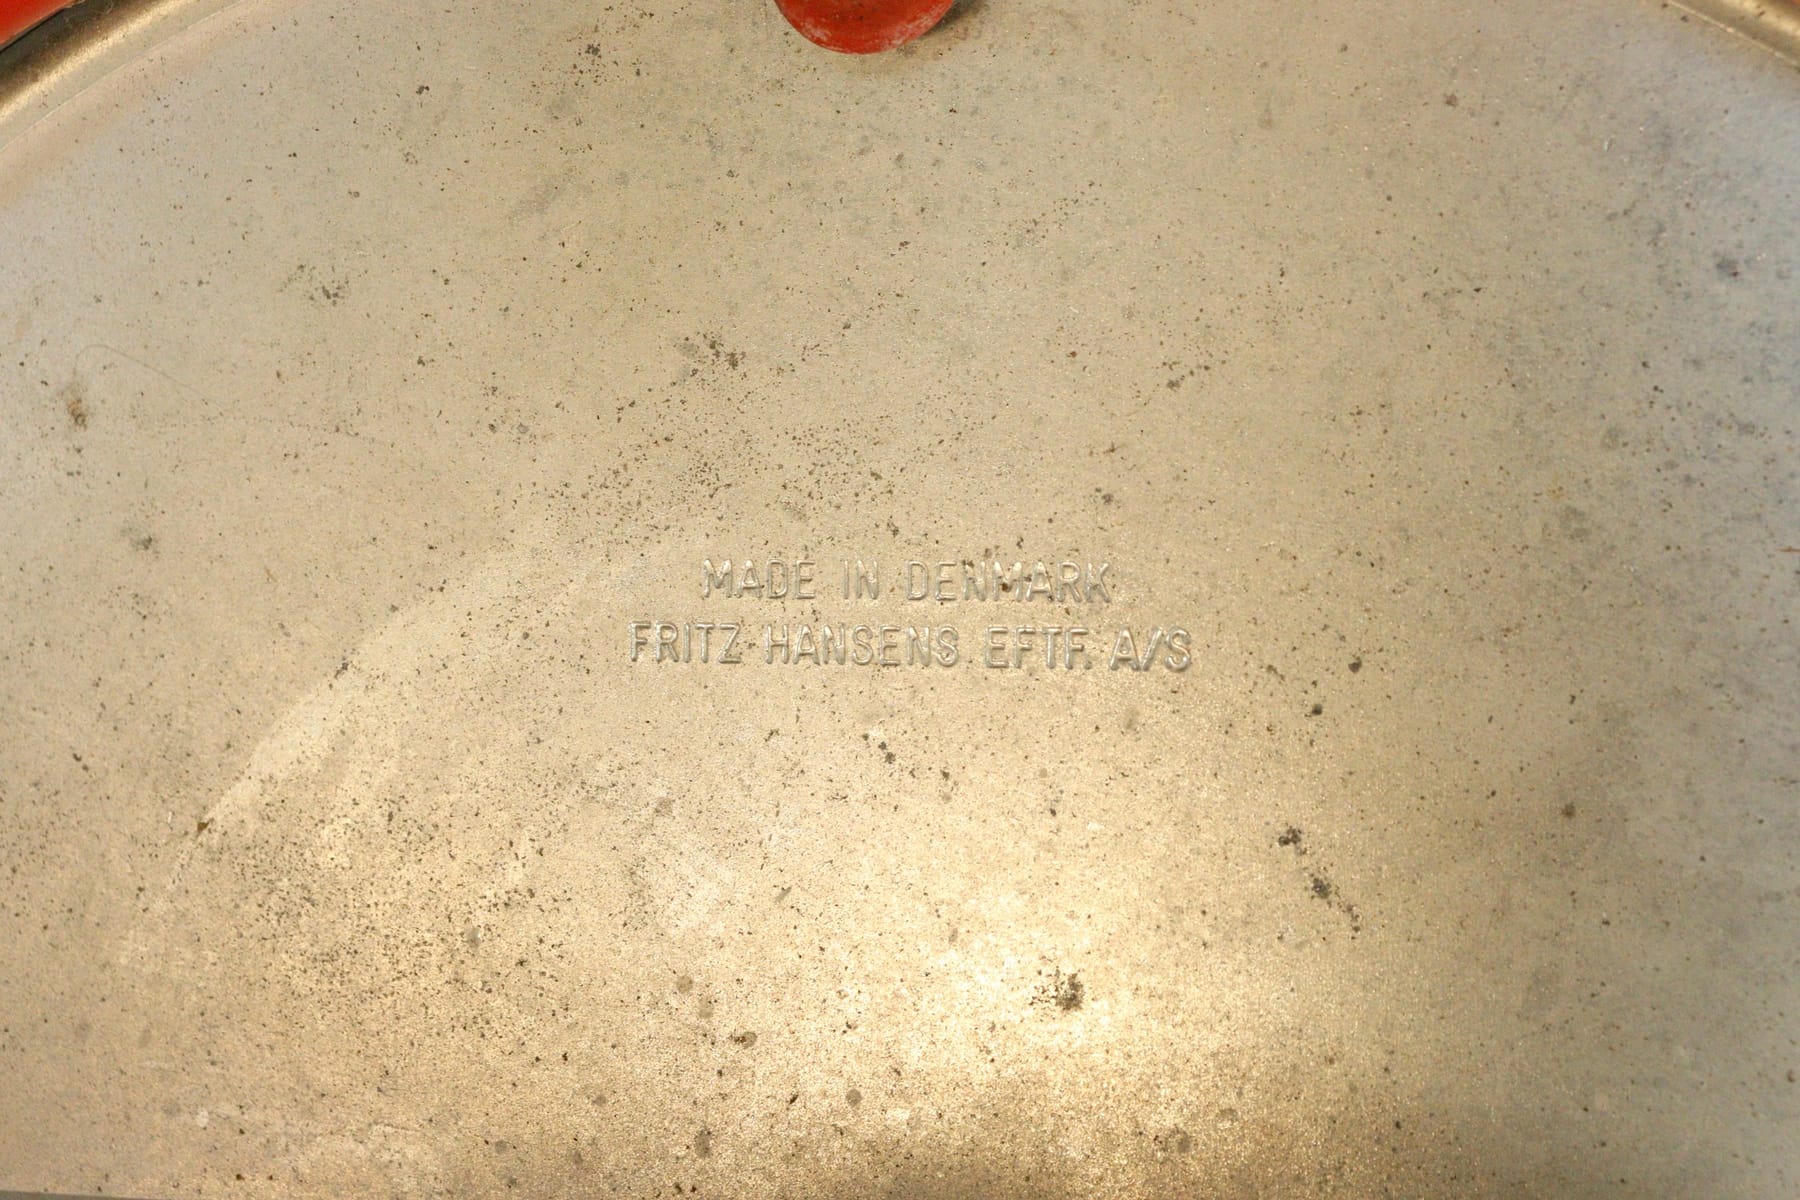 MADE IN DENMARK
FRITZ HANSENS EFTF. A/S